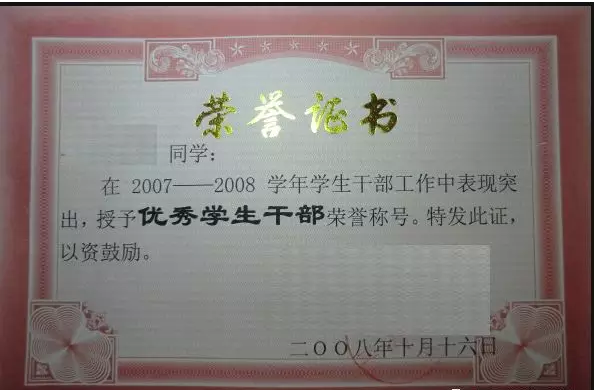 荣誉证书
同学：
在 2007——2008 学年学生干部工作中表现突
出，授予优秀学生干部荣誉称号。特发此证，
以资鼓励。
二〇〇八年十月十六日